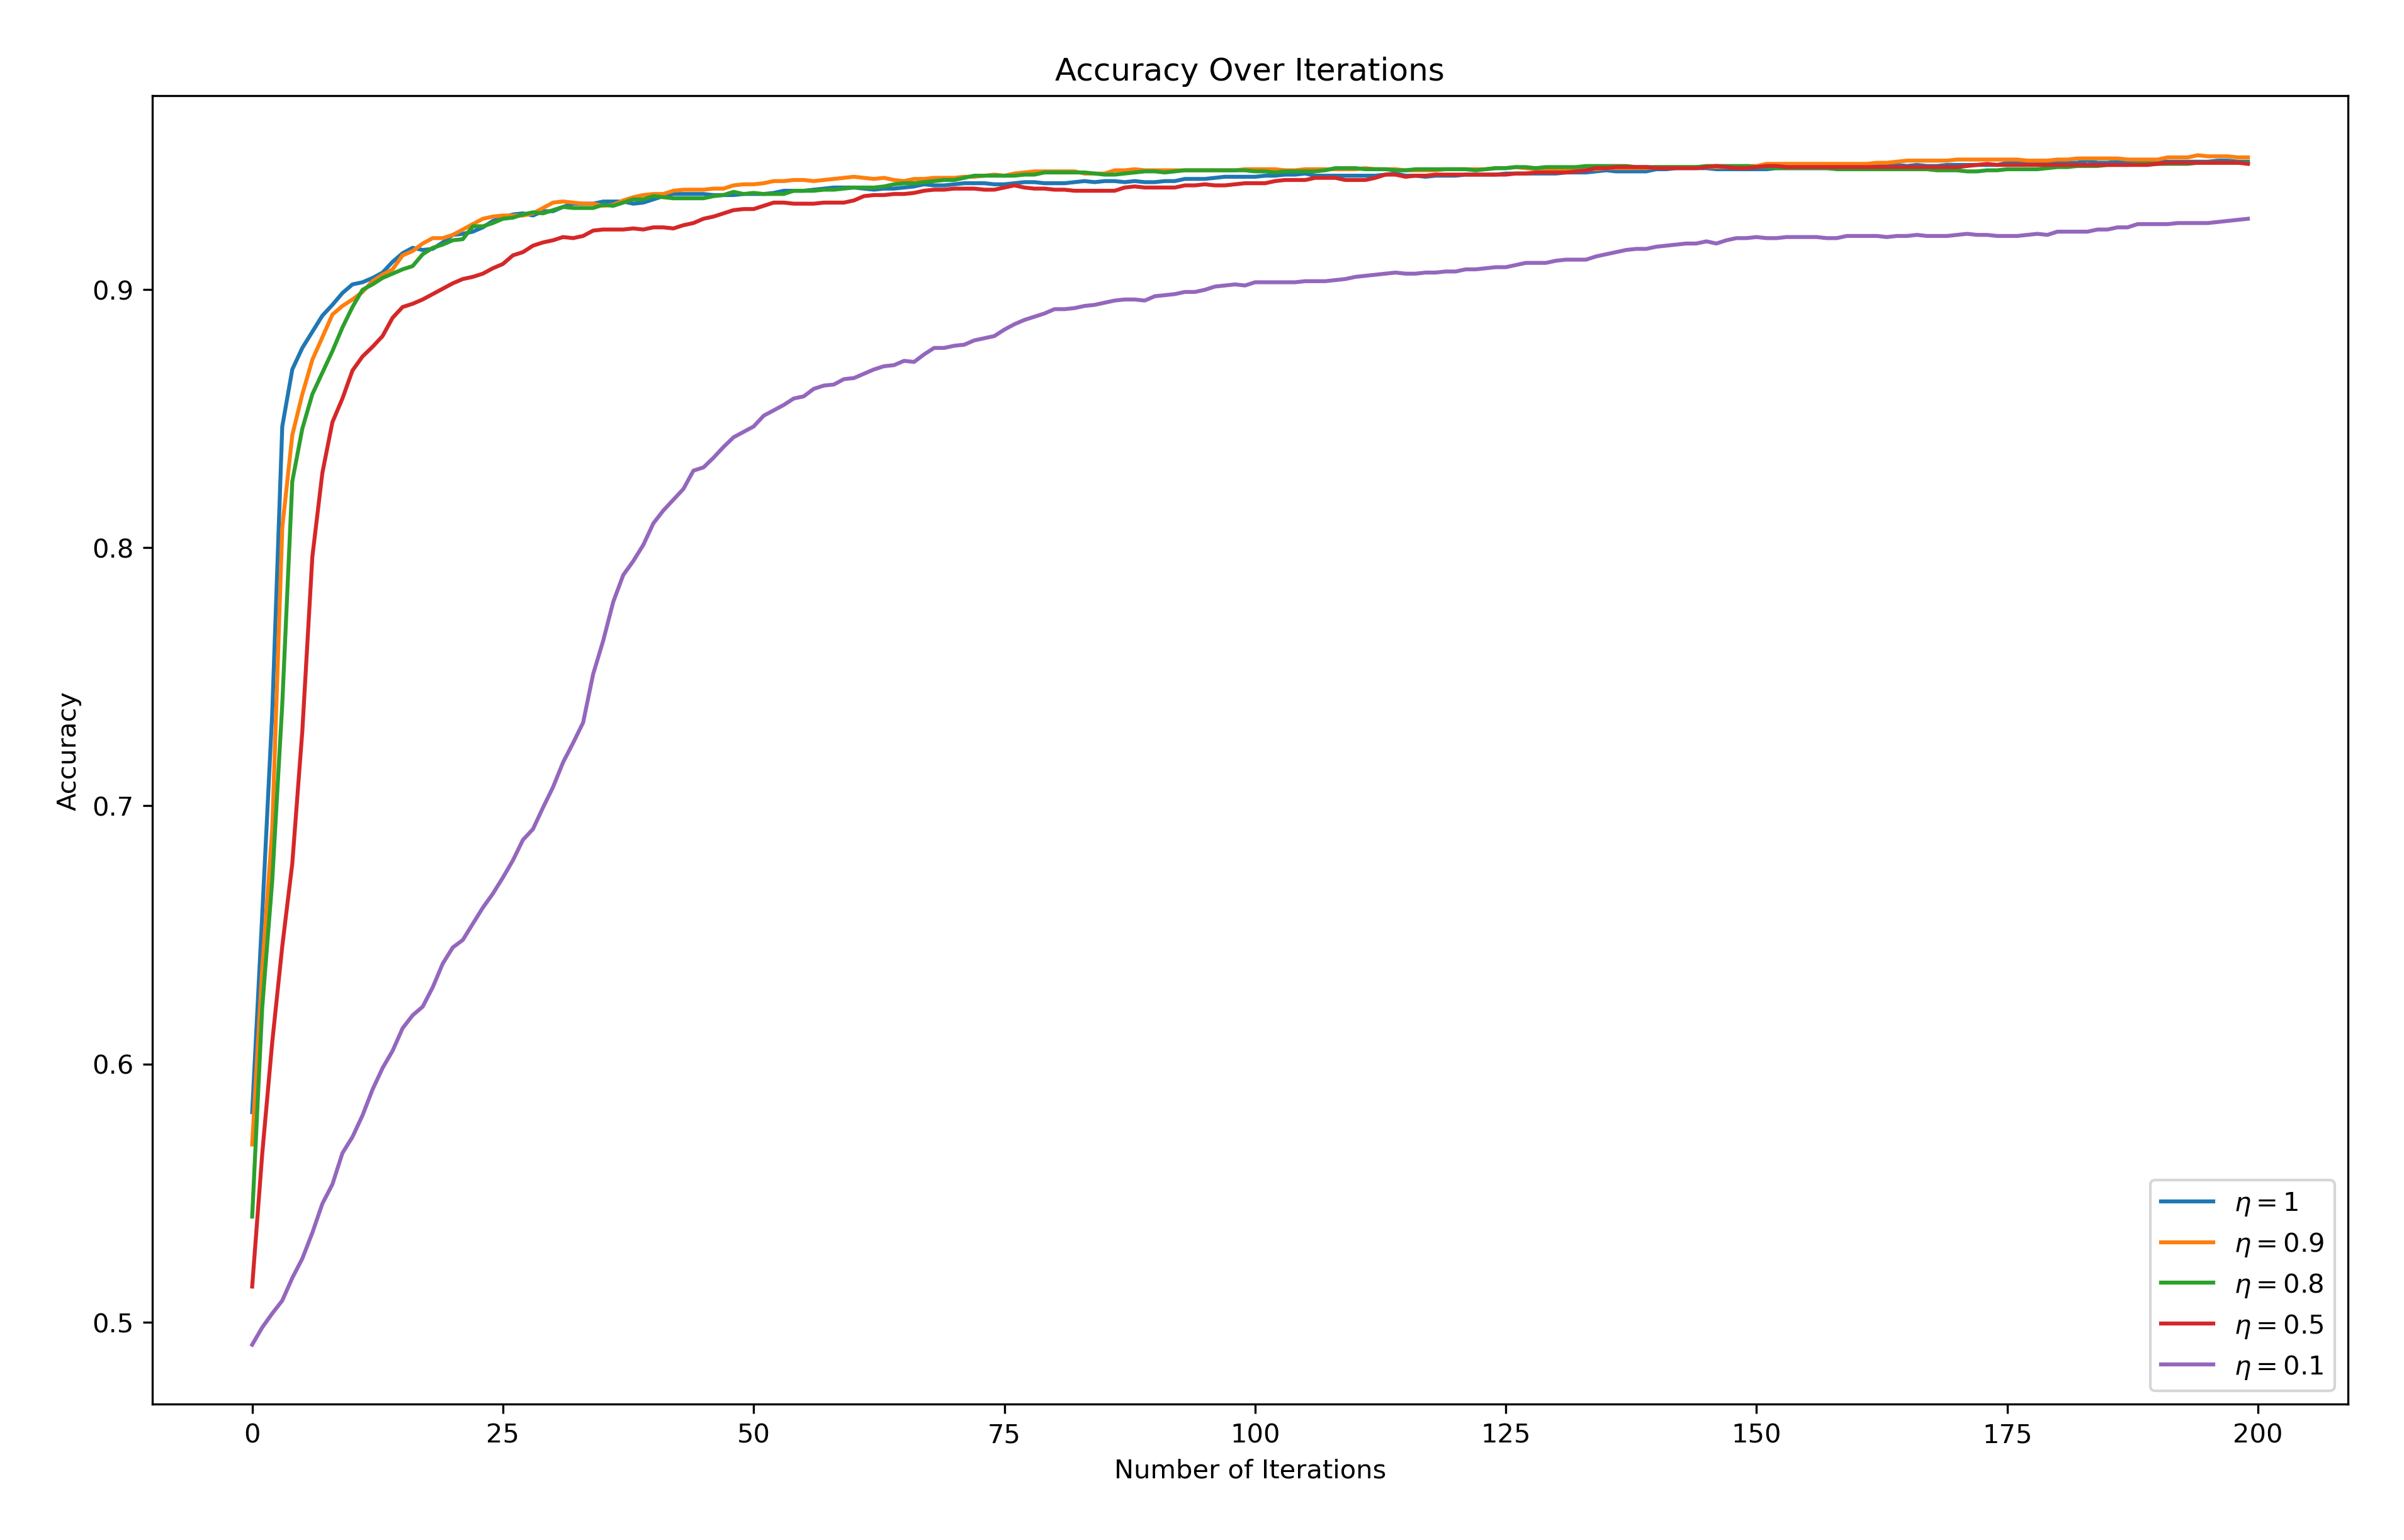 Accuracy Over Iterations
Accuracy
0.9
0.8
0.7
0.6
0.5
0 25 50 75 100 125 150 175 200
Number of Iterations
η = 1
η = 0.9
η = 0.8
η = 0.5
η = 0.1